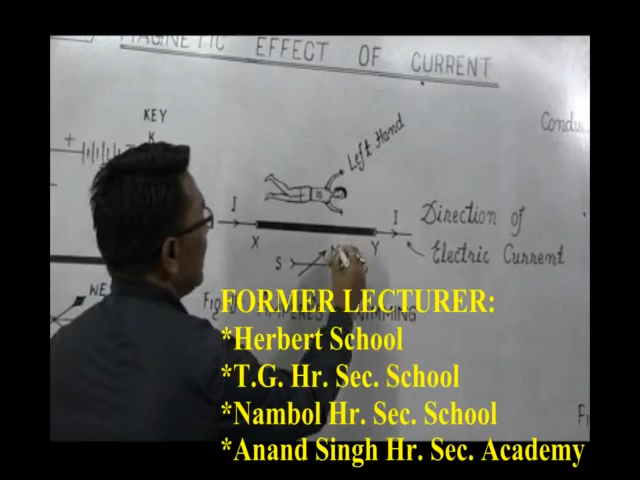 MAGNETIC EFFECT OF CURRENT
KEY
K
+
Left Hand
I
I
Direction of
Electric Current
X
Y
S
FORMER LECTURER:
*Herbert School
*T.G. Hr. Sec. School
*Nambol Hr. Sec. School
*Anand Singh Hr. Sec. Academy